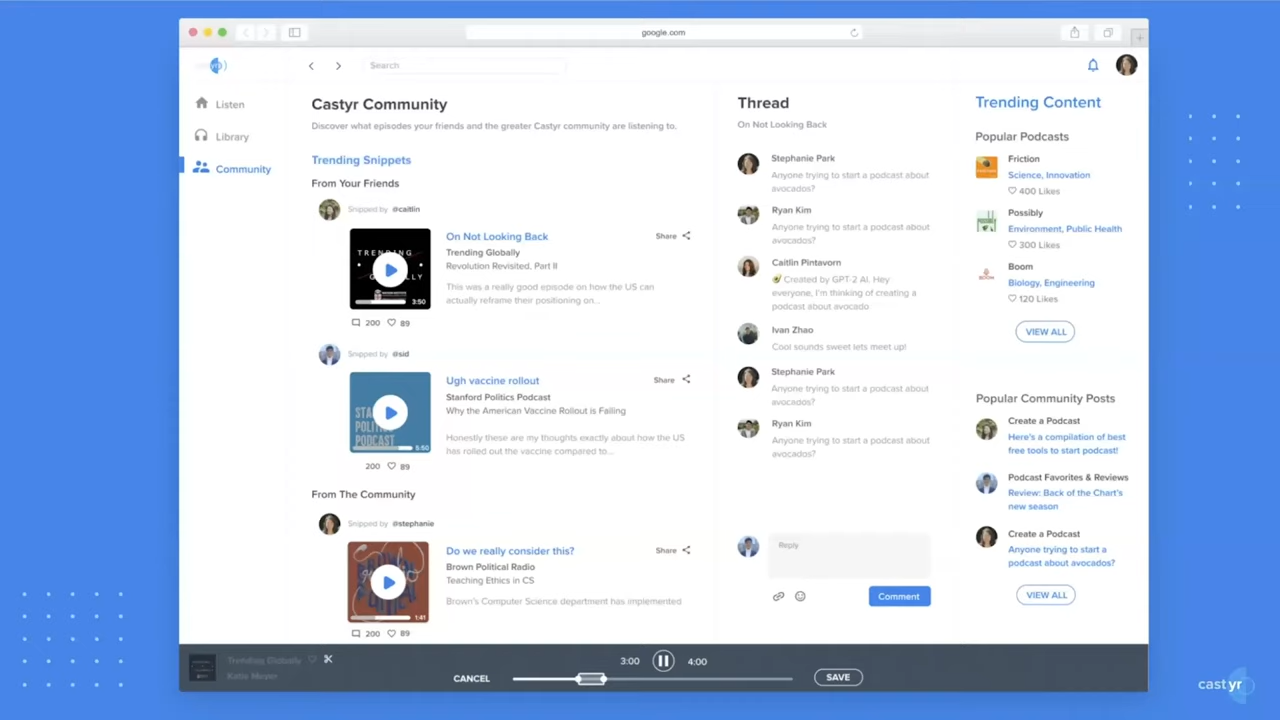 google.com
Search
Listen
Library
Community
Castyr Community
Discover what episodes your friends and the greater Castyr community are listening to.
Trending Snippets
From Your Friends
Snipped by @caitlin
TRENDING
GLOBALLY
3:50
On Not Looking Back
Share
Trending Globally
Revolution Revisited, Part II
This was a really good episode on how the US can
actually reframe their positioning on...
200 89
Snipped by @sid
PODCAST
5:50
Ugh vaccine rollout
Share
Stanford Politics Podcast
Why the American Vaccine Rollout is Failing
Honestly these are my thoughts exactly about how the US
has rolled out the vaccine compared to...
200 89
From The Community
Snipped by @stephanie
1:41
Do we really consider this?
Share
Brown Political Radio
Teaching Ethics in CS
Brown's Computer Science department has implemented
200 89
Thread
On Not Looking Back
Stephanie Park
Anyone trying to start a podcast about
avocados?
Ryan Kim
Anyone trying to start a podcast about
avocados?
Caitlin Pintavorn
🥑 Created by GPT-2 AI. Hey
everyone, I'm thinking of creating a
podcast about avocado
Ivan Zhao
Cool sounds sweet lets meet up!
Stephanie Park
Anyone trying to start a podcast about
avocados?
Ryan Kim
Anyone trying to start a podcast about
avocados?
Reply
Comment
Trending Content
Popular Podcasts
Friction
Science, Innovation
400 Likes
Possibly
Environment, Public Health
300 Likes
Boom
Biology, Engineering
120 Likes
VIEW ALL
Popular Community Posts
Create a Podcast
Here's a compilation of best
free tools to start podcast!
Podcast Favorites & Reviews
Review: Back of the Chart's
new season
Create a Podcast
Anyone trying to start a
podcast about avocados?
VIEW ALL
Trending Globally
Katie Meyer
3:00 4:00
CANCEL
SAVE
castyr